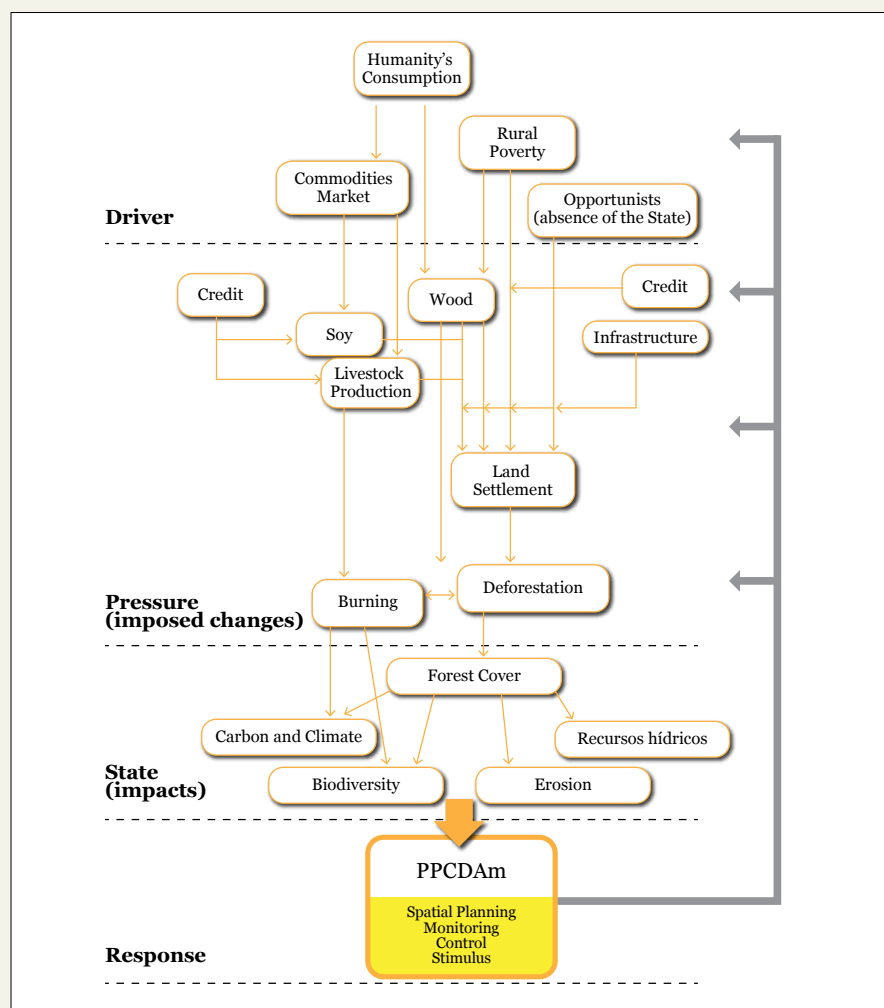 Humanity's
Consumption
Rural
Poverty
Commodities
Market
Opportunists
(absence of the State)
Driver
Credit
Wood
Credit
Soy
Infrastructure
Livestock
Production
Land
Settlement
Deforestation
Burning
Pressure
(imposed changes)
Forest Cover
Carbon and Climate
Recursos hídricos
State
(impacts)
Biodiversity
Erosion
PPCDAm
Spatial Planning
Monitoring
Control
Stimulus
Response